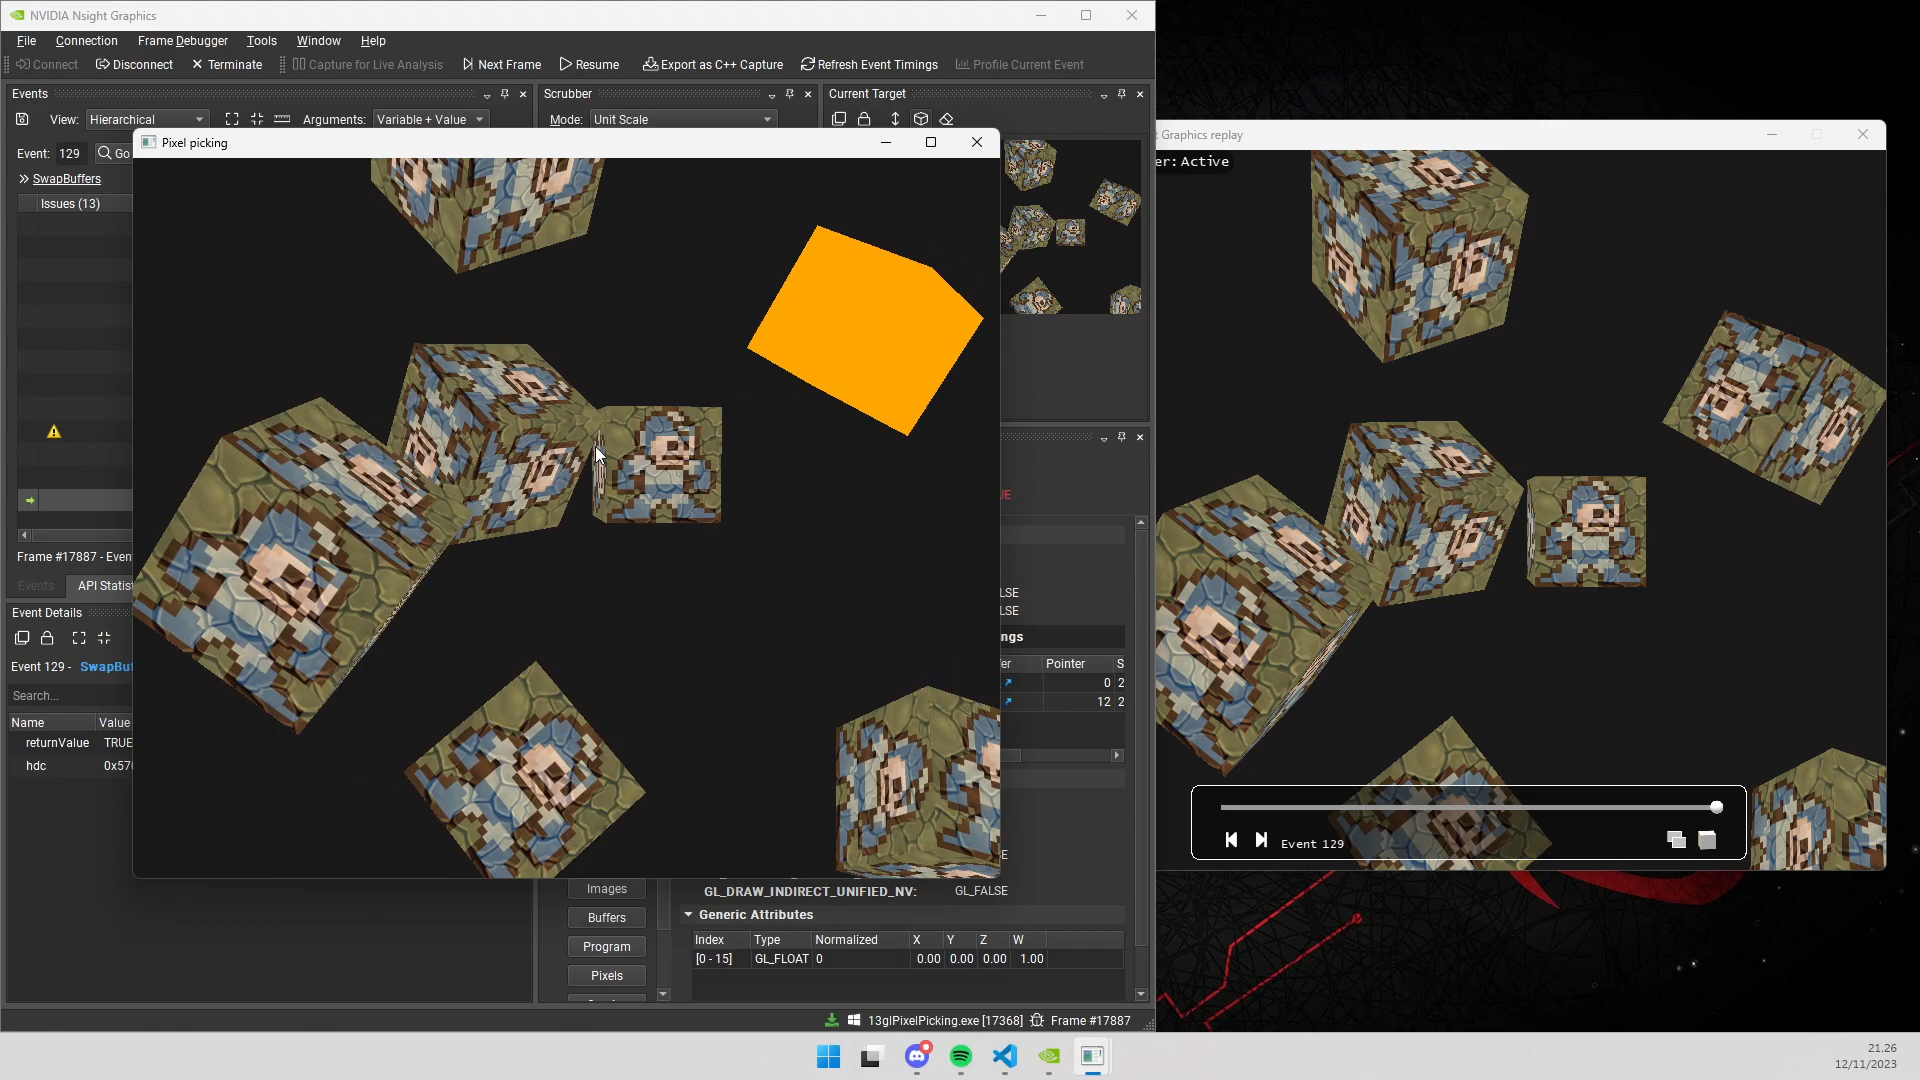 NVIDIA Nsight Graphics
File Connection Frame Debugger Tools Window Help
Connect Disconnect Terminate Capture for Live Analysis Next Frame Resume Export as C++ Capture Refresh Event Timings Profile Current Event
Events
View: Hierarchical Arguments: Variable + Value
Event: 129 Go
SwapBuffers
Issues (13)
Frame #17887 - Even
Events API Statis
Event Details
Event 129 - SwapBu
Search...
Name Value
returnValue TRUE
hdc 0x57
Scrubber
Mode: Unit Scale
Current Target
Pixel picking
Graphics replay
er: Active
UE
LSE
LSE
ngs
er Pointer S
0 2
12 2
E
GL_DRAW_INDIRECT_UNIFIED_NV: GL_FALSE
Generic Attributes
Index Type Normalized X Y Z W
[0 - 15] GL_FLOAT 0 0.00 0.00 0.00 1.00
Images
Buffers
Program
Pixels
Event 129
13glPixelPicking.exe [17368] Frame #17887
21.26
12/11/2023